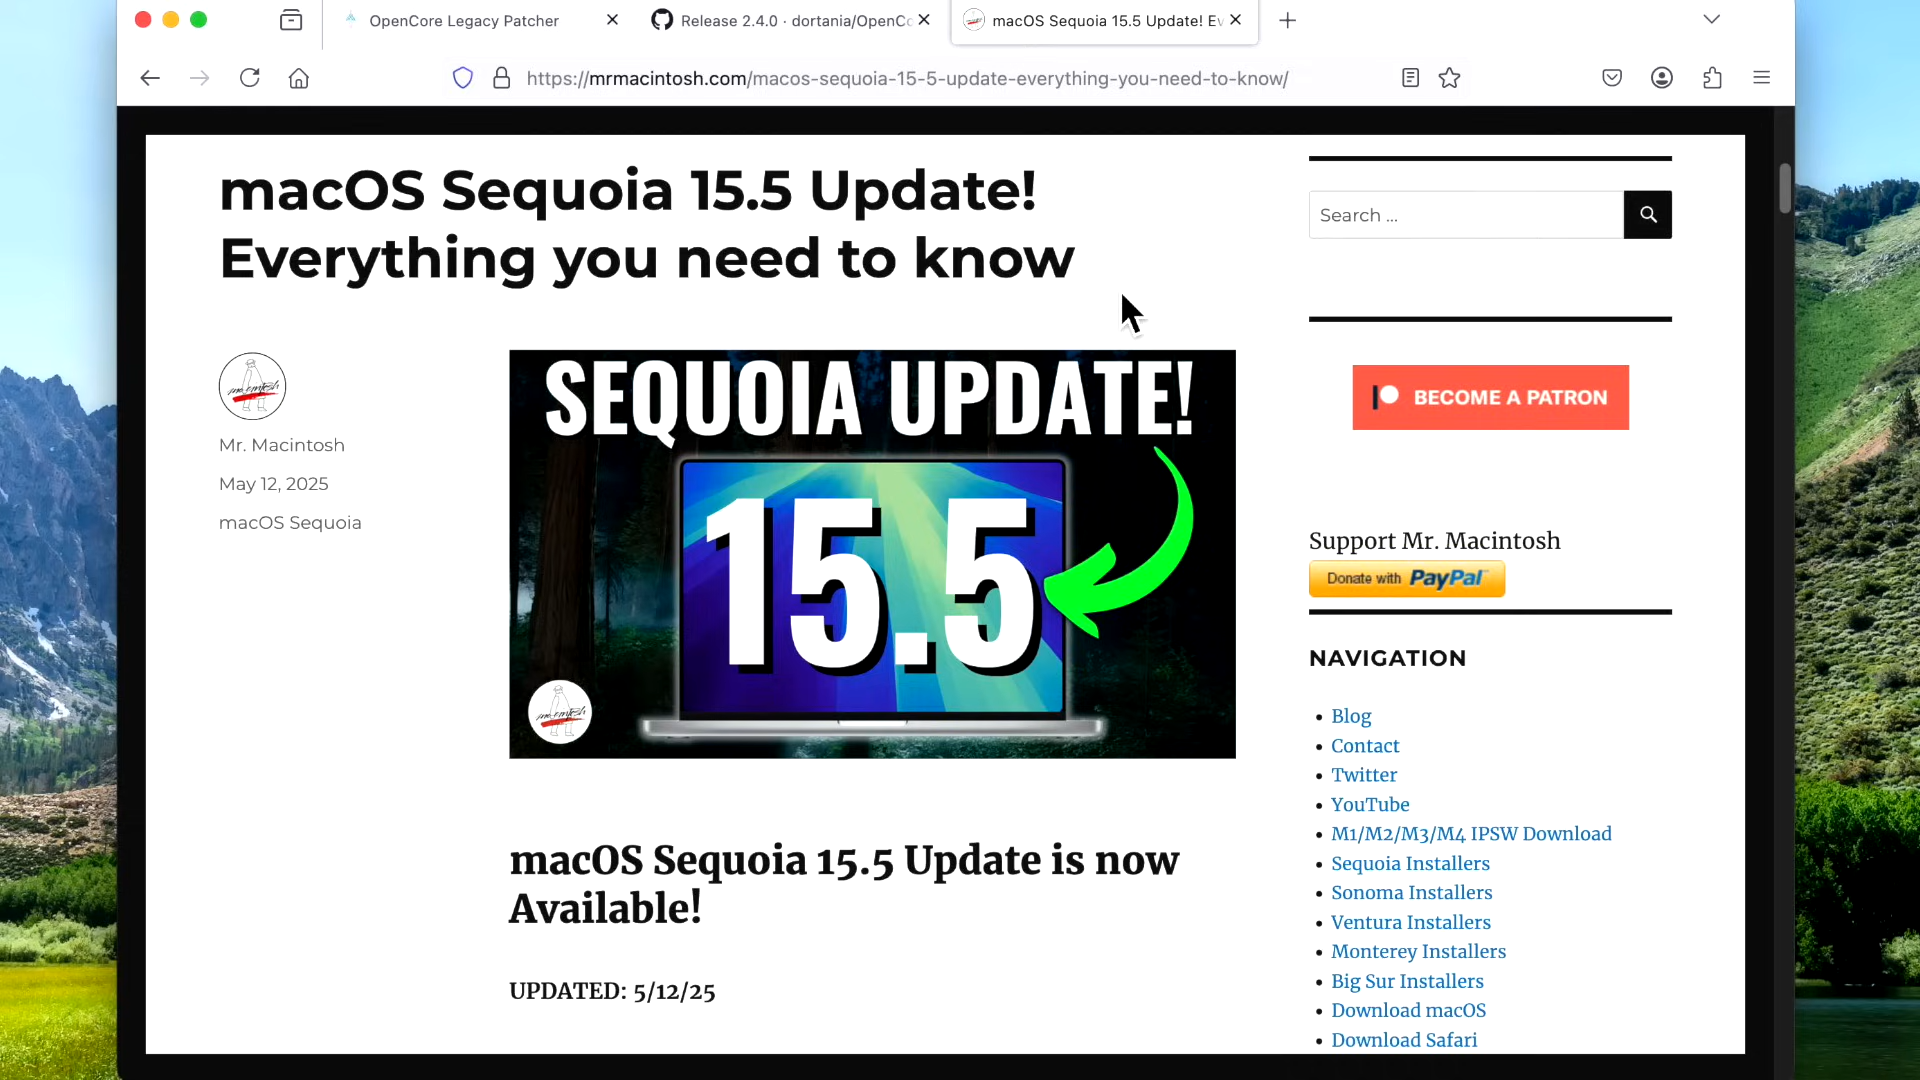 OpenCore Legacy Patcher
Release 2.4.0 · dortania/OpenCo
macOS Sequoia 15.5 Update! Ev
https://mrmacintosh.com/macos-sequoia-15-5-update-everything-you-need-to-know/
macOS Sequoia 15.5 Update!
Everything you need to know
Mr. Macintosh
May 12, 2025
macOS Sequoia
SEQUOIA UPDATE!
15.5
macOS Sequoia 15.5 Update is now
Available!
UPDATED: 5/12/25
Search ...
BECOME A PATRON
Support Mr. Macintosh
Donate with PayPal
NAVIGATION
Blog
Contact
Twitter
YouTube
M1/M2/M3/M4 IPSW Download
Sequoia Installers
Sonoma Installers
Ventura Installers
Monterey Installers
Big Sur Installers
Download macOS
Download Safari